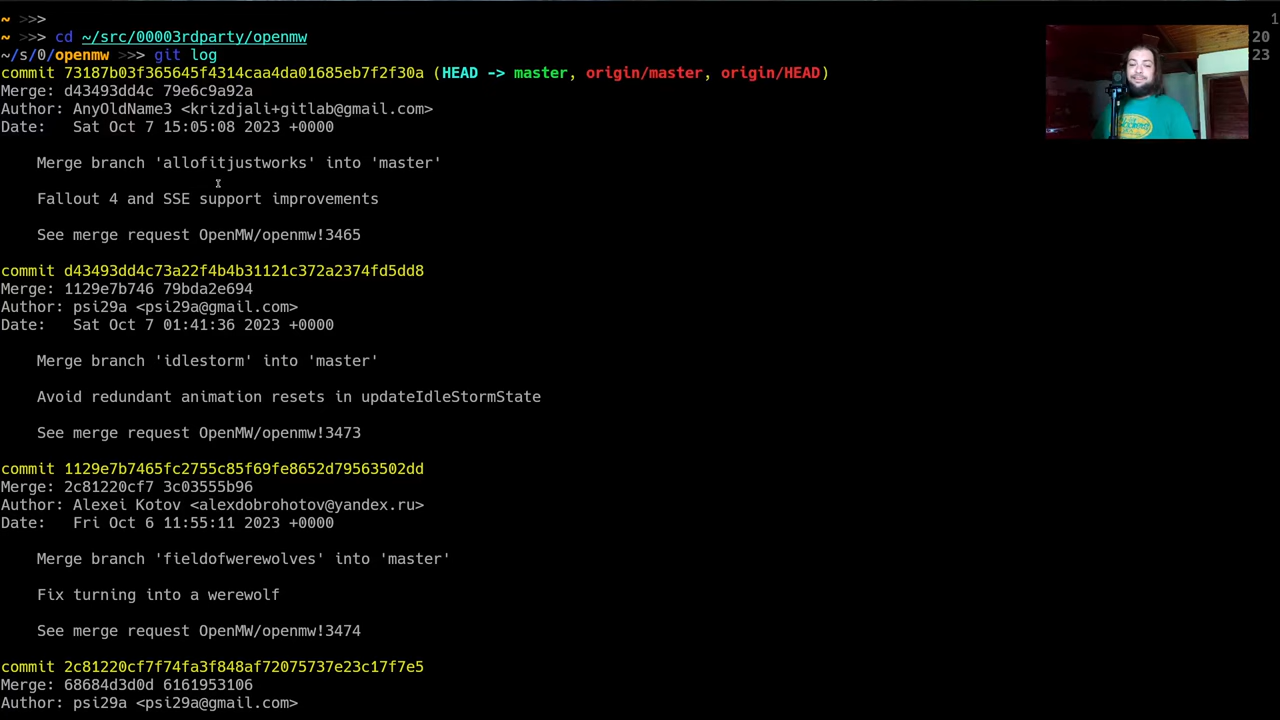 ~ >>>
1
~ >>> cd ~/src/00003rdparty/openmw
20
~/s/0/openmw >>> git log
23
commit 73187b03f365645f4314caa4da01685eb7f2f30a (HEAD -> master, origin/master, origin/HEAD)
Merge: d43493dd4c 79e6c9a92a
Author: AnyOldName3 <krizdjali+gitlab@gmail.com>
Date:   Sat Oct 7 15:05:08 2023 +0000
Merge branch 'allofitjustworks' into 'master'
Fallout 4 and SSE support improvements
See merge request OpenMW/openmw!3465
commit d43493dd4c73a22f4b4b31121c372a2374fd5dd8
Merge: 1129e7b746 79bda2e694
Author: psi29a <psi29a@gmail.com>
Date:   Sat Oct 7 01:41:36 2023 +0000
Merge branch 'idlestorm' into 'master'
Avoid redundant animation resets in updateIdleStormState
See merge request OpenMW/openmw!3473
commit 1129e7b7465fc2755c85f69fe8652d79563502dd
Merge: 2c81220cf7 3c03555b96
Author: Alexei Kotov <alexdobrohotov@yandex.ru>
Date:   Fri Oct 6 11:55:11 2023 +0000
Merge branch 'fieldofwerewolves' into 'master'
Fix turning into a werewolf
See merge request OpenMW/openmw!3474
commit 2c81220cf7f74fa3f848af72075737e23c17f7e5
Merge: 68684d3d0d 6161953106
Author: psi29a <psi29a@gmail.com>